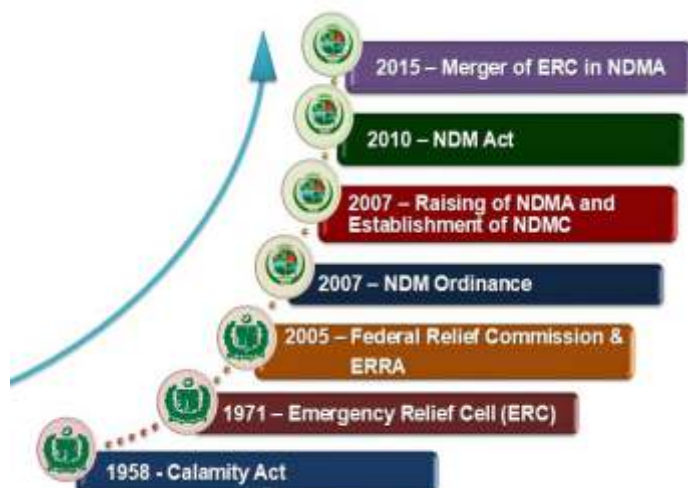 2015 – Merger of ERC in NDMA
2010 – NDM Act
2007 – Raising of NDMA and
Establishment of NDMC
2007 – NDM Ordinance
2005 – Federal Relief Commission &
ERRA
1971 – Emergency Relief Cell (ERC)
1958 - Calamity Act